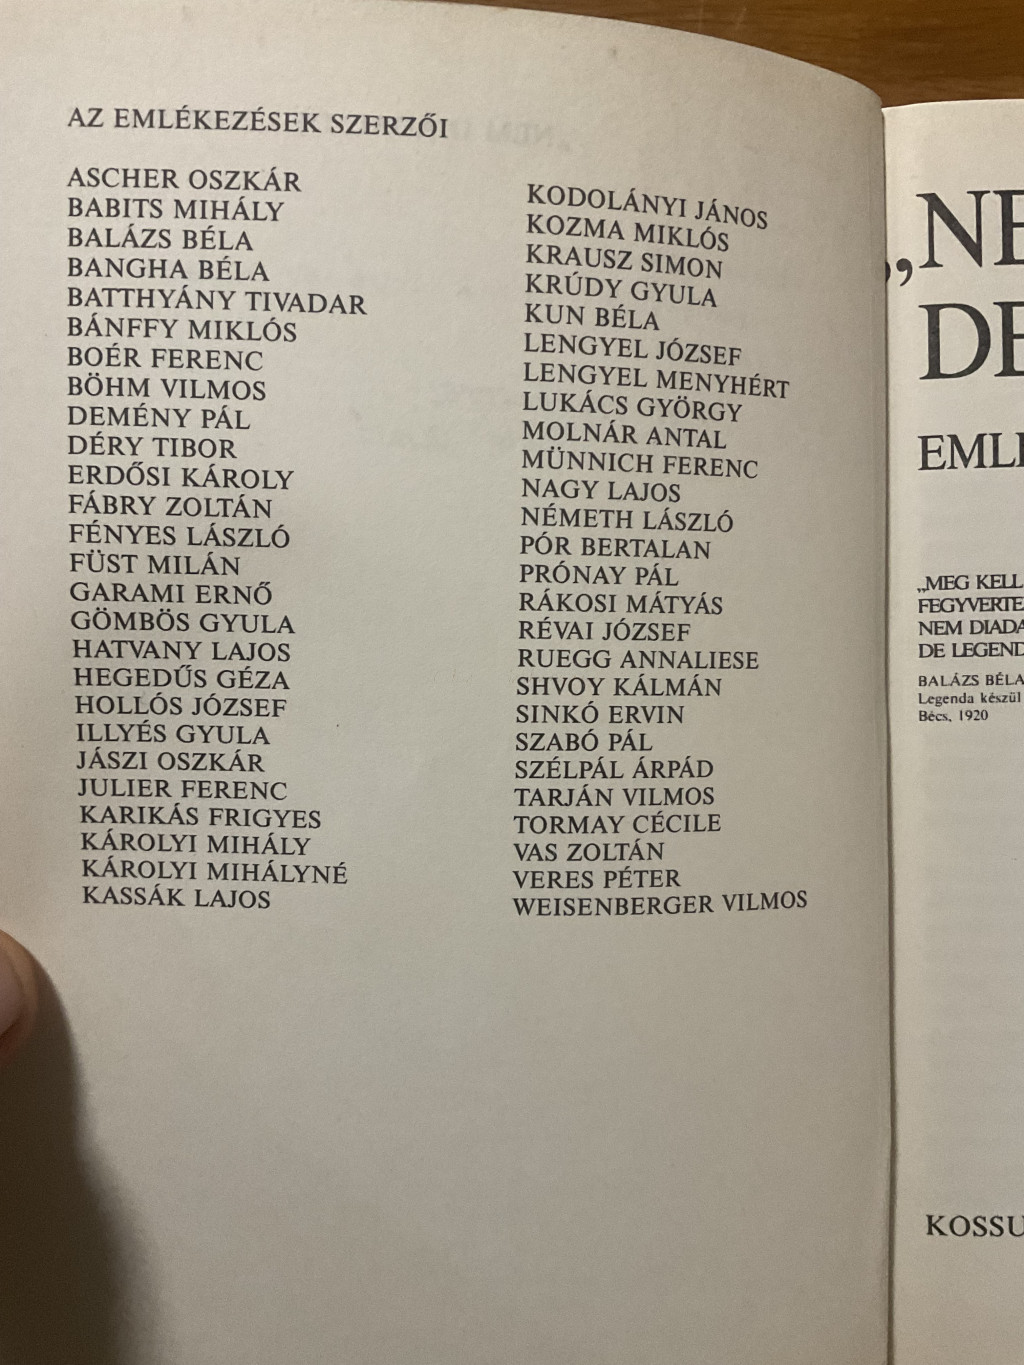 AZ EMLÉKEZÉSEK SZERZŐI
ASCHER OSZKÁR
BABITS MIHÁLY
BALÁZS BÉLA
BANGHA BÉLA
BATTHYÁNY TIVADAR
BÁNFFY MIKLÓS
BOÉR FERENC
BÖHM VILMOS
DEMÉNY PÁL
DÉRY TIBOR
ERDŐSI KÁROLY
FÁBRY ZOLTÁN
FÉNYES LÁSZLÓ
FÜST MILÁN
GARAMI ERNŐ
GÖMBÖS GYULA
HATVANY LAJOS
HEGEDŰS GÉZA
HOLLÓS JÓZSEF
ILLYÉS GYULA
JÁSZI OSZKÁR
JULIER FERENC
KARIKÁS FRIGYES
KÁROLYI MIHÁLY
KÁROLYI MIHÁLYNÉ
KASSÁK LAJOS
KODOLÁNYI JÁNOS
KOZMA MIKLÓS
KRAUSZ SIMON
KRÚDY GYULA
KUN BÉLA
LENGYEL JÓZSEF
LENGYEL MENYHÉRT
LUKÁCS GYÖRGY
MOLNÁR ANTAL
MÜNNICH FERENC
NAGY LAJOS
NÉMETH LÁSZLÓ
PÓR BERTALAN
PRÓNAY PÁL
RÁKOSI MÁTYÁS
RÉVAI JÓZSEF
RUEGG ANNALIESE
SHVOY KÁLMÁN
SINKÓ ERVIN
SZABÓ PÁL
SZÉLPÁL ÁRPÁD
TARJÁN VILMOS
TORMAY CÉCILE
VAS ZOLTÁN
VERES PÉTER
WEISENBERGER VILMOS
„NE
DE
EMLÉ
„MEG KELL
FEGYVERTE
NEM DIADA
DE LEGEND
BALÁZS BÉLA
Legenda készül
Bécs, 1920
KOSSU